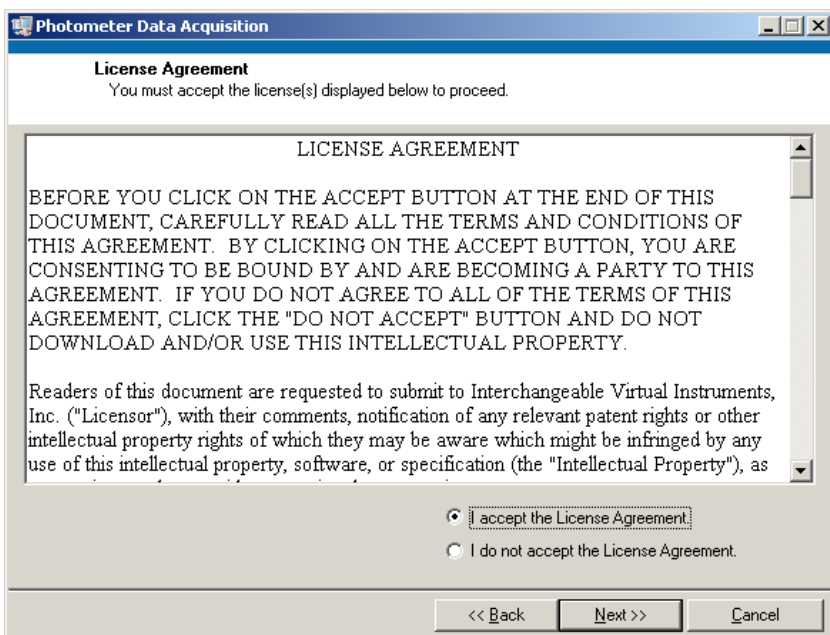 Photometer Data Acquisition
License Agreement
You must accept the license(s) displayed below to proceed.
LICENSE AGREEMENT
BEFORE YOU CLICK ON THE ACCEPT BUTTON AT THE END OF THIS
DOCUMENT, CAREFULLY READ ALL THE TERMS AND CONDITIONS OF
THIS AGREEMENT.  BY CLICKING ON THE ACCEPT BUTTON, YOU ARE
CONSENTING TO BE BOUND BY AND ARE BECOMING A PARTY TO THIS
AGREEMENT.  IF YOU DO NOT AGREE TO ALL OF THE TERMS OF THIS
AGREEMENT, CLICK THE "DO NOT ACCEPT" BUTTON AND DO NOT
DOWNLOAD AND/OR USE THIS INTELLECTUAL PROPERTY.
Readers of this document are requested to submit to Interchangeable Virtual Instruments,
Inc. ("Licensor"), with their comments, notification of any relevant patent rights or other
intellectual property rights of which they may be aware which might be infringed by any
use of this intellectual property, software, or specification (the "Intellectual Property"), as
I accept the License Agreement.
I do not accept the License Agreement.
<< Back
Next >>
Cancel